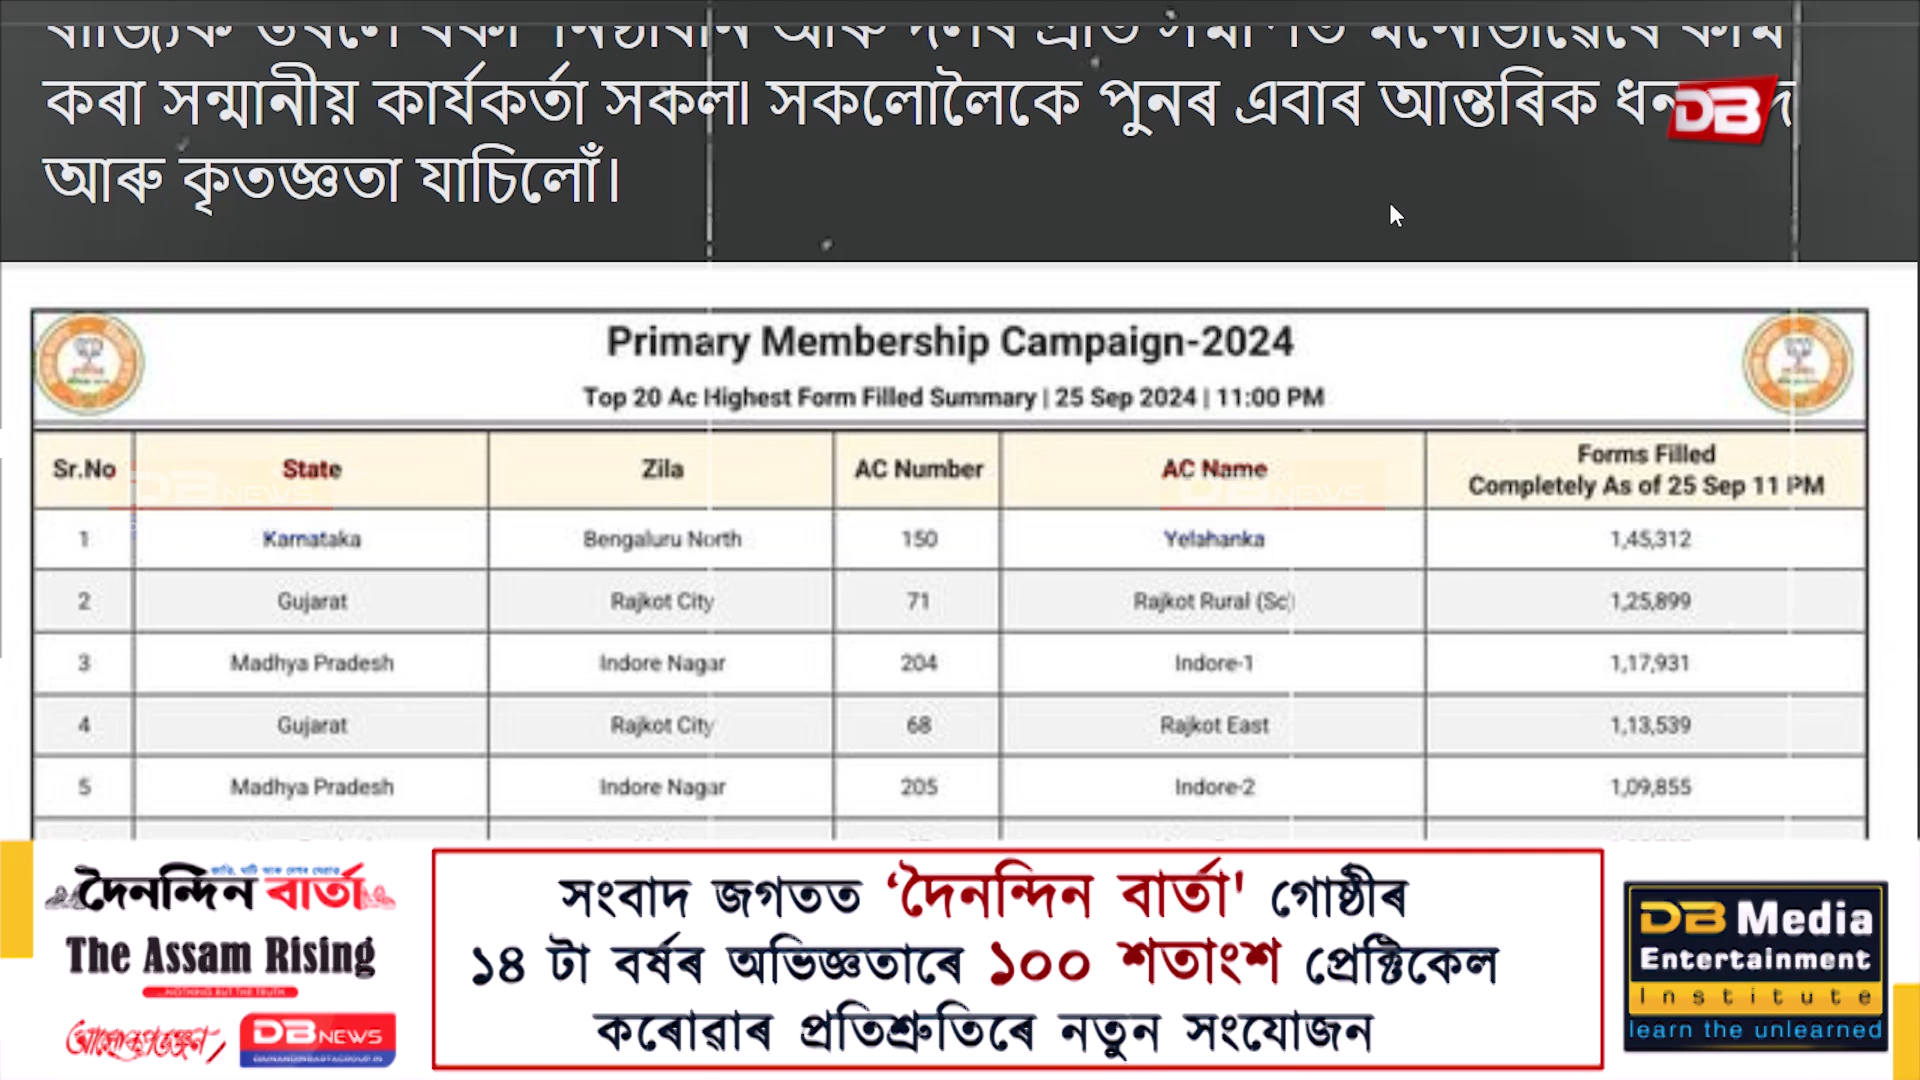 কৰা সন্মানীয় কাৰ্যকৰ্তা সকল। সকলোলৈকে পুনৰ এবাৰ আন্তৰিক
DB
আৰু কৃতজ্ঞতা যাচিলোঁ।
Primary Membership Campaign-2024
Top 20 Ac Highest Form Filled Summary | 25 Sep 2024 | 11:00 PM
Sr.No State Zila AC Number AC Name Forms Filled Completely As of 25 Sep 11 PM
1 Karnataka Bengaluru North 150 Yelahanka 1,45,312
2 Gujarat Rajkot City 71 Rajkot Rural (Sc) 1,25,899
3 Madhya Pradesh Indore Nagar 204 Indore-1 1,17,931
4 Gujarat Rajkot City 68 Rajkot East 1,13,539
5 Madhya Pradesh Indore Nagar 205 Indore-2 1,09,855
দৈনন্দিন বাৰ্তা
The Assam Rising
...NOTHING BUT THE TRUTH
DB NEWS
সংবাদ জগতত ‘দৈনন্দিন বাৰ্তা' গোষ্ঠীৰ
১৪ টা বৰ্ষৰ অভিজ্ঞতাৰে ১০০ শতাংশ প্ৰেক্টিকেল
কৰোৱাৰ প্ৰতিশ্ৰুতিৰে নতুন সংযোজন
DB Media
Entertainment
Institute
learn the unlearned